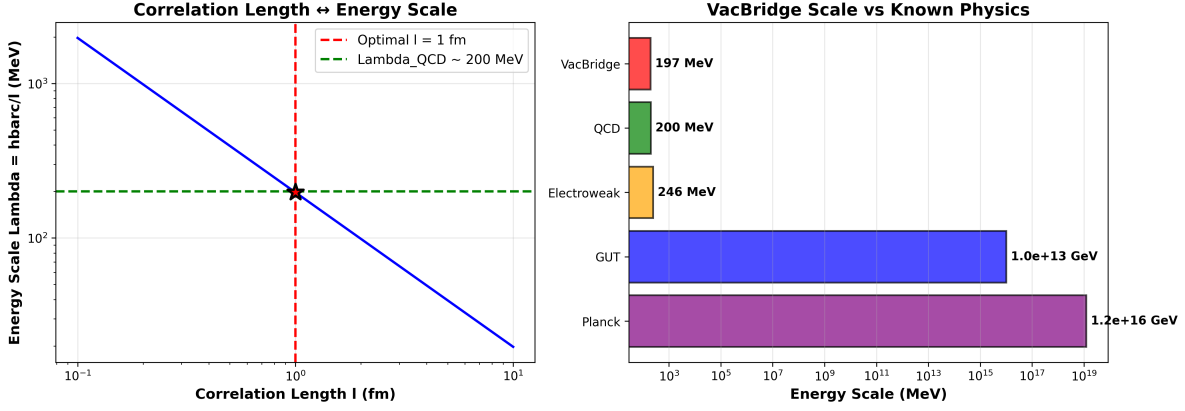 Correlation Length ↔ Energy Scale
Energy Scale Lambda = hbarc/l (MeV)
Optimal l = 1 fm
Lambda_QCD ~ 200 MeV
10³
10²
10⁻¹
10⁰
10¹
Correlation Length l (fm)
VacBridge Scale vs Known Physics
VacBridge
197 MeV
QCD
200 MeV
Electroweak
246 MeV
GUT
1.0e+13 GeV
Planck
1.2e+16 GeV
10³
10⁵
10⁷
10⁹
10¹¹
10¹³
10¹⁵
10¹⁷
10¹⁹
Energy Scale (MeV)